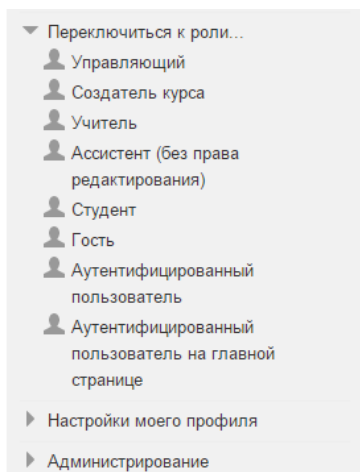 Переключиться к роли...
Управляющий
Создатель курса
Учитель
Ассистент (без права
редактирования)
Студент
Гость
Аутентифицированный
пользователь
Аутентифицированный
пользователь на главной
странице
Настройки моего профиля
Администрирование